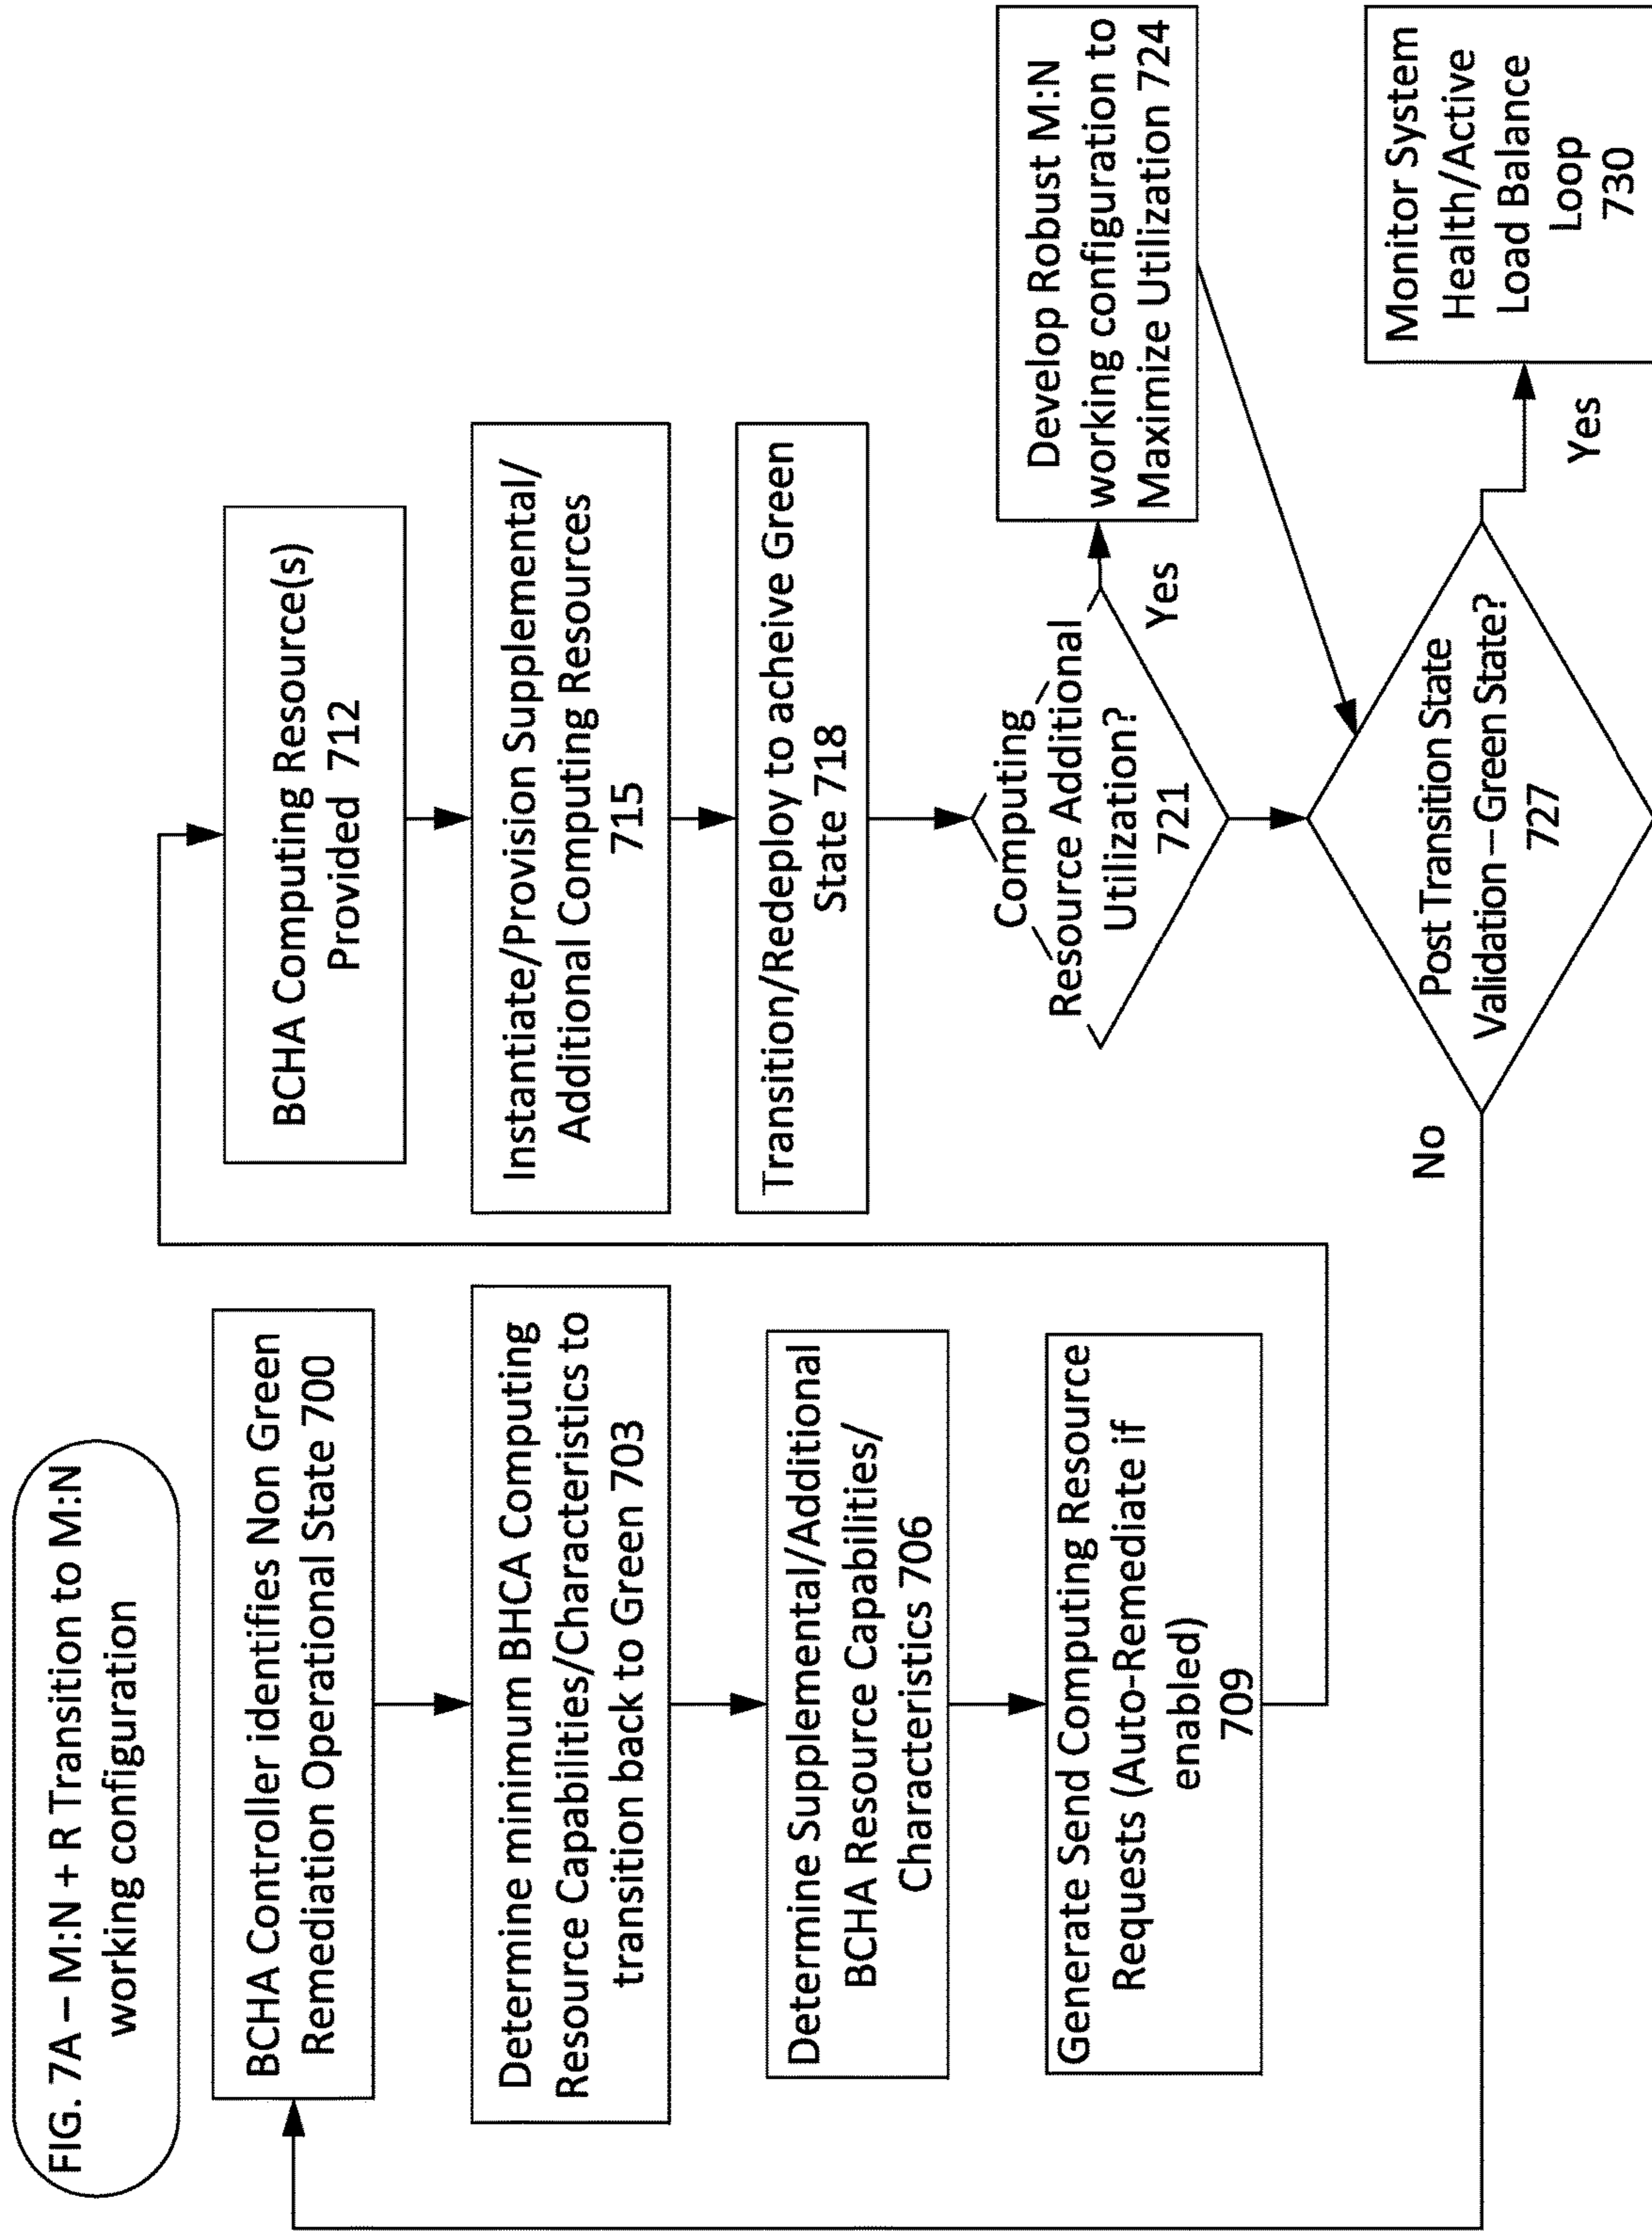 FIG. 7A – M:N + R Transition to M:N
working configuration
BCHA Controller identifies Non Green
Remediation Operational State 700
Determine minimum BHCA Computing
Resource Capabilities/Characteristics to
transition back to Green 703
Determine Supplemental/Additional
BCHA Resource Capabilities/
Characteristics 706
Generate Send Computing Resource
Requests (Auto-Remediate if
enabled)
709
BCHA Computing Resource(s)
Provided 712
Instantiate/Provision Supplemental/
Additional Computing Resources
715
Transition/Redeploy to acheive Green
State 718
Computing
Resource Additional
Utilization?
721
Yes
Develop Robust M:N
working configuration to
Maximize Utilization 724
Post Transition State
Validation – Green State?
727
No
Yes
Monitor System
Health/Active
Load Balance
Loop
730